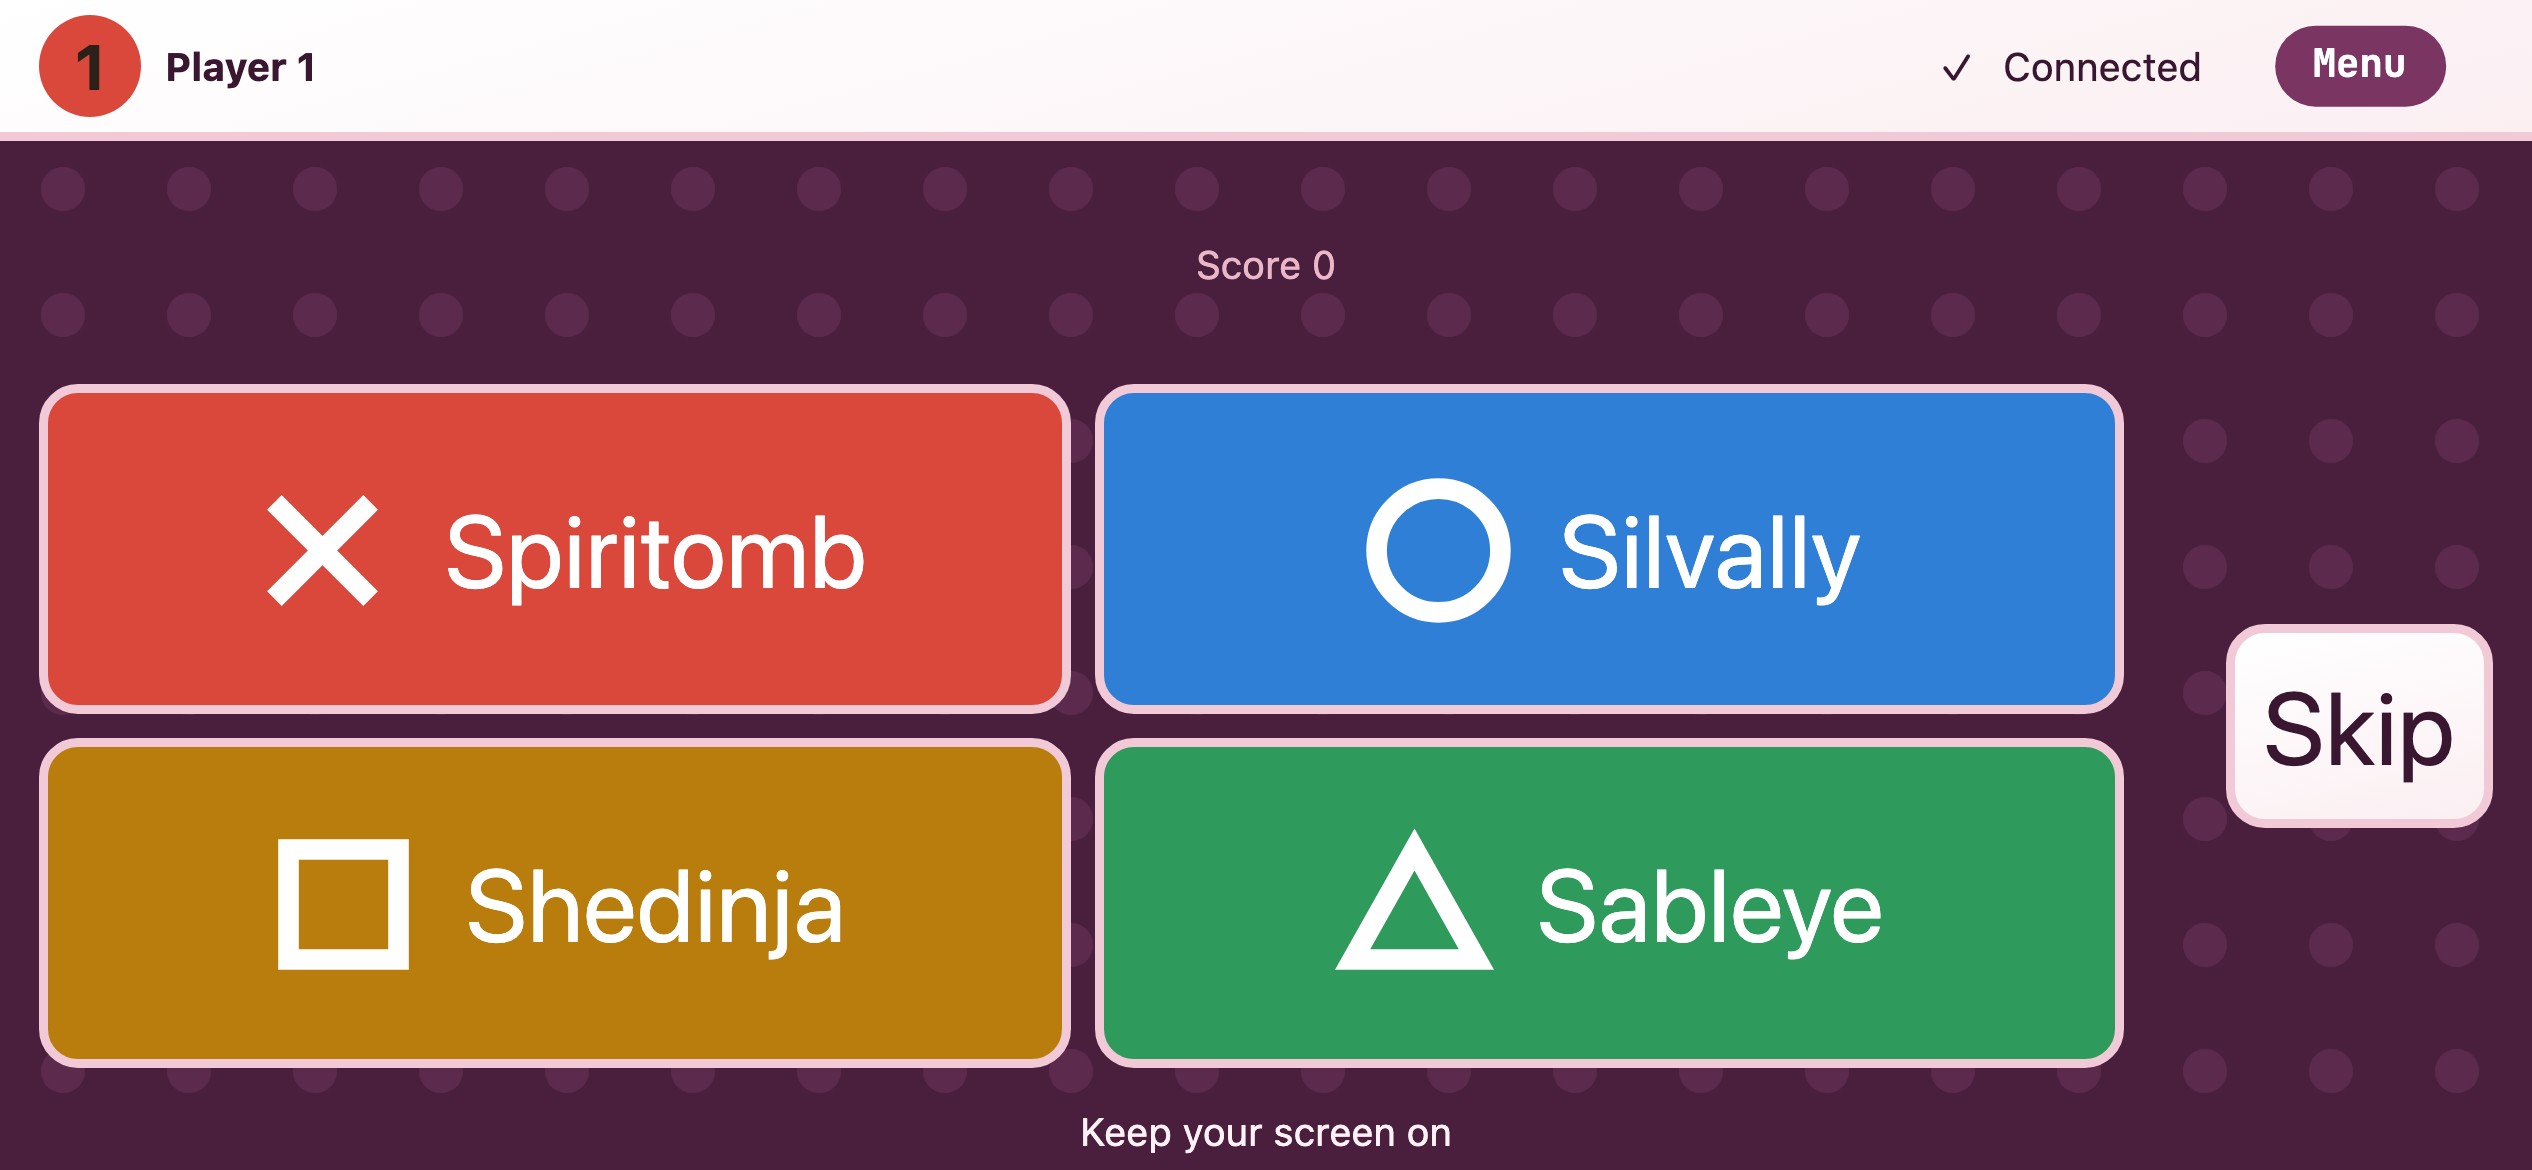 1 Player 1
✓ Connected
Menu
Score 0
Spiritomb
Silvally
Shedinja
Sableye
Skip
Keep your screen on